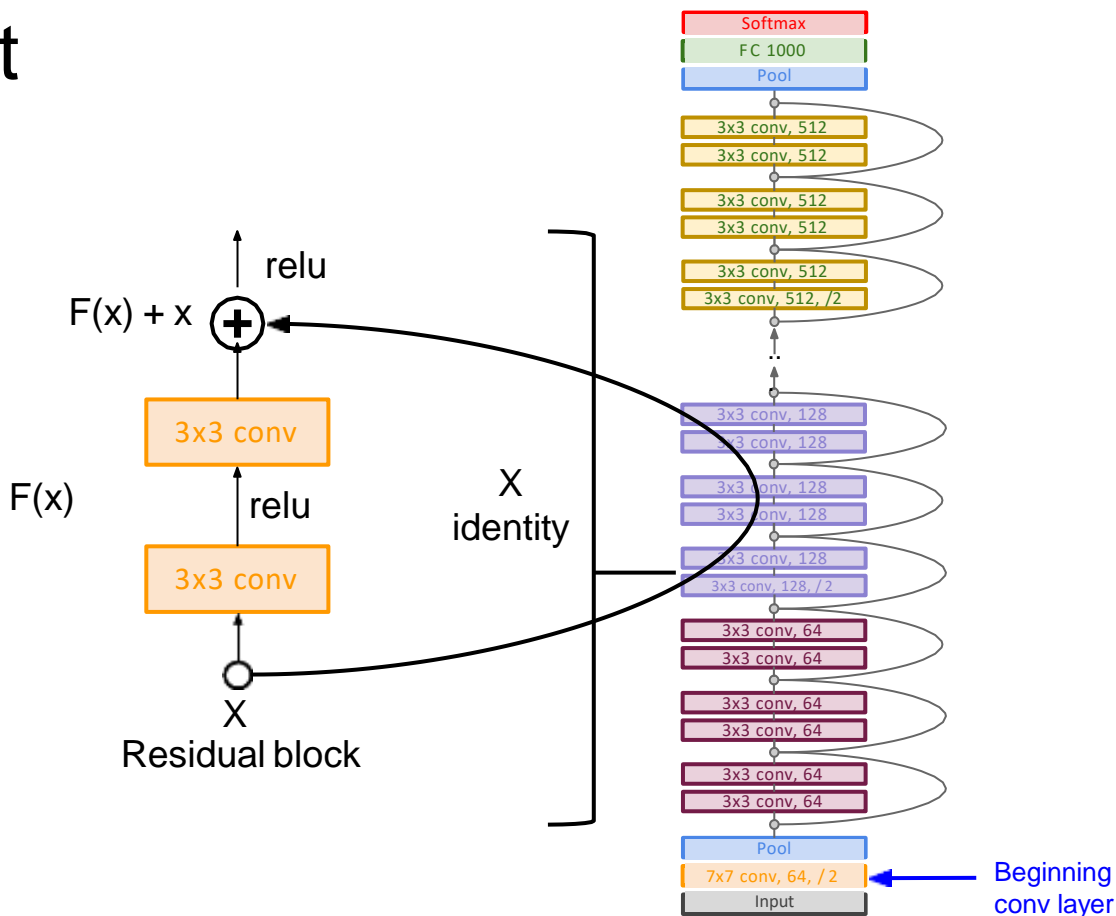 t
relu
F(x) + x
3x3 conv
F(x)
relu
3x3 conv
X
Residual block
X
identity
Softmax
FC 1000
Pool
3x3 conv, 512
3x3 conv, 512
3x3 conv, 512
3x3 conv, 512
3x3 conv, 512
3x3 conv, 512, /2
..
.
3x3 conv, 128
3x3 conv, 128
3x3 conv, 128
3x3 conv, 128
3x3 conv, 128
3x3 conv, 128, / 2
3x3 conv, 64
3x3 conv, 64
3x3 conv, 64
3x3 conv, 64
3x3 conv, 64
3x3 conv, 64
Pool
7x7 conv, 64, / 2
Input
Beginning
conv layer